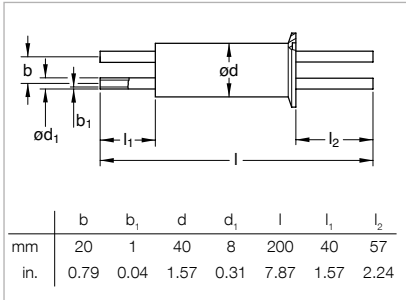 b
ød
ød₁
b₁
l₁
l₂
l
b b₁ d d₁ l l₁ l₂
mm 20 1 40 8 200 40 57
in. 0.79 0.04 1.57 0.31 7.87 1.57 2.24